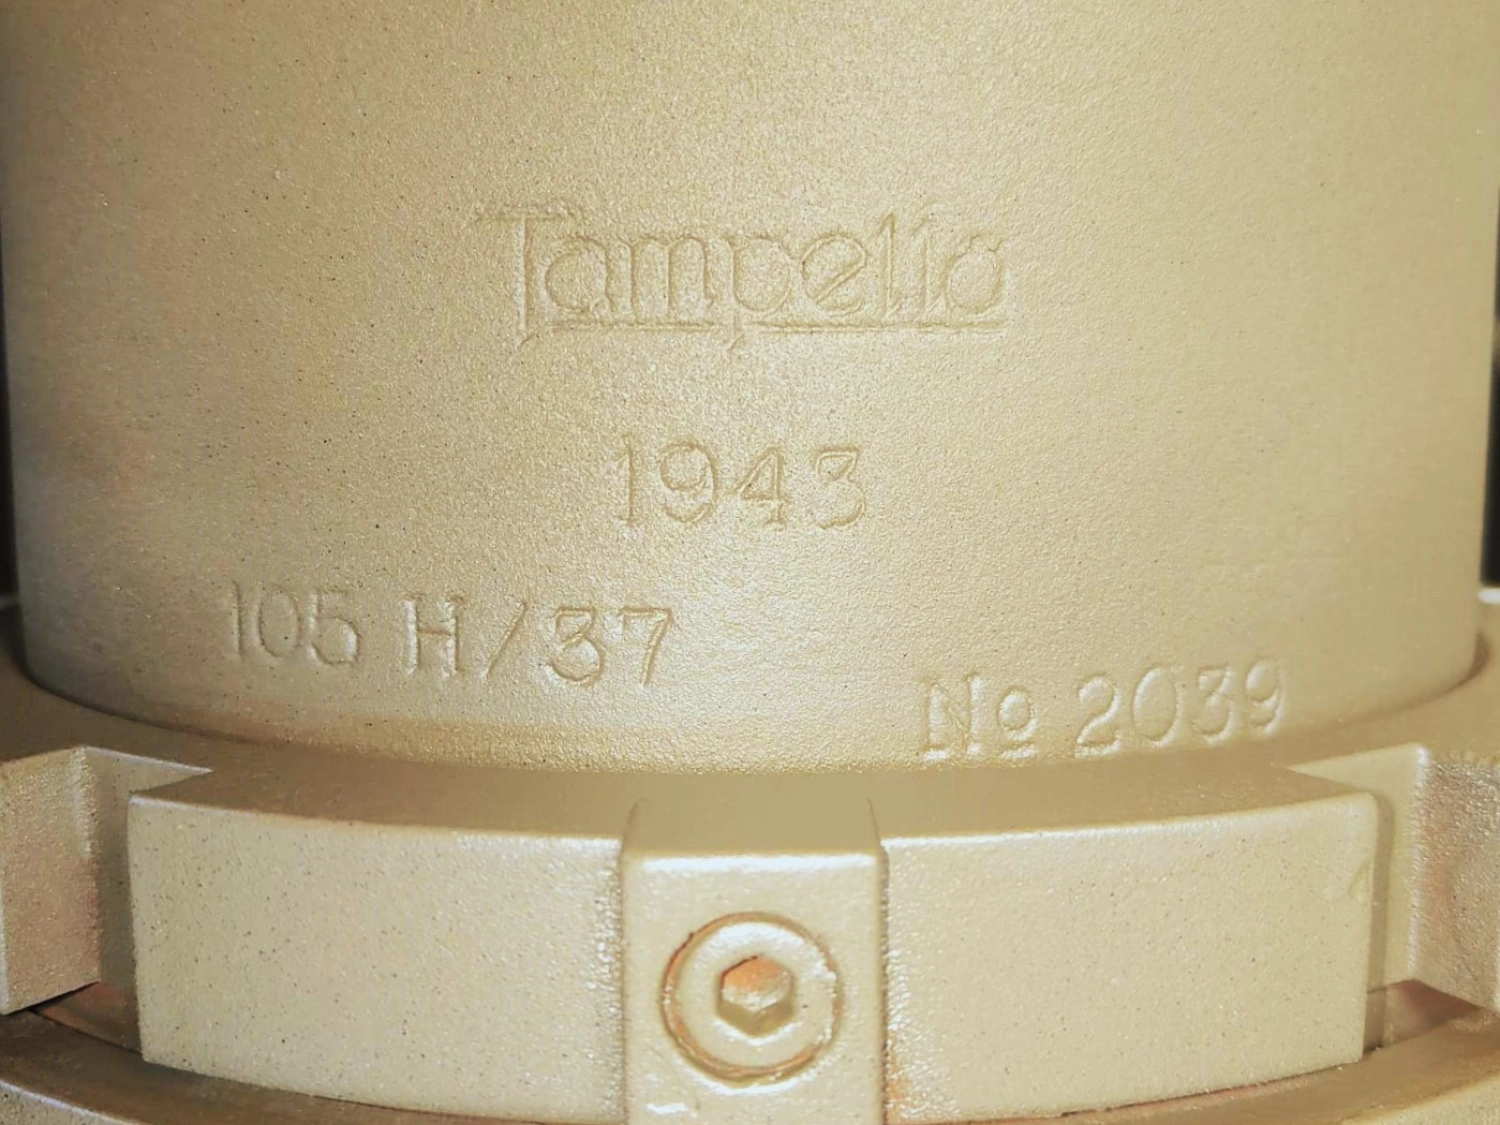 Tampella
1943
105 H/37
No 2039